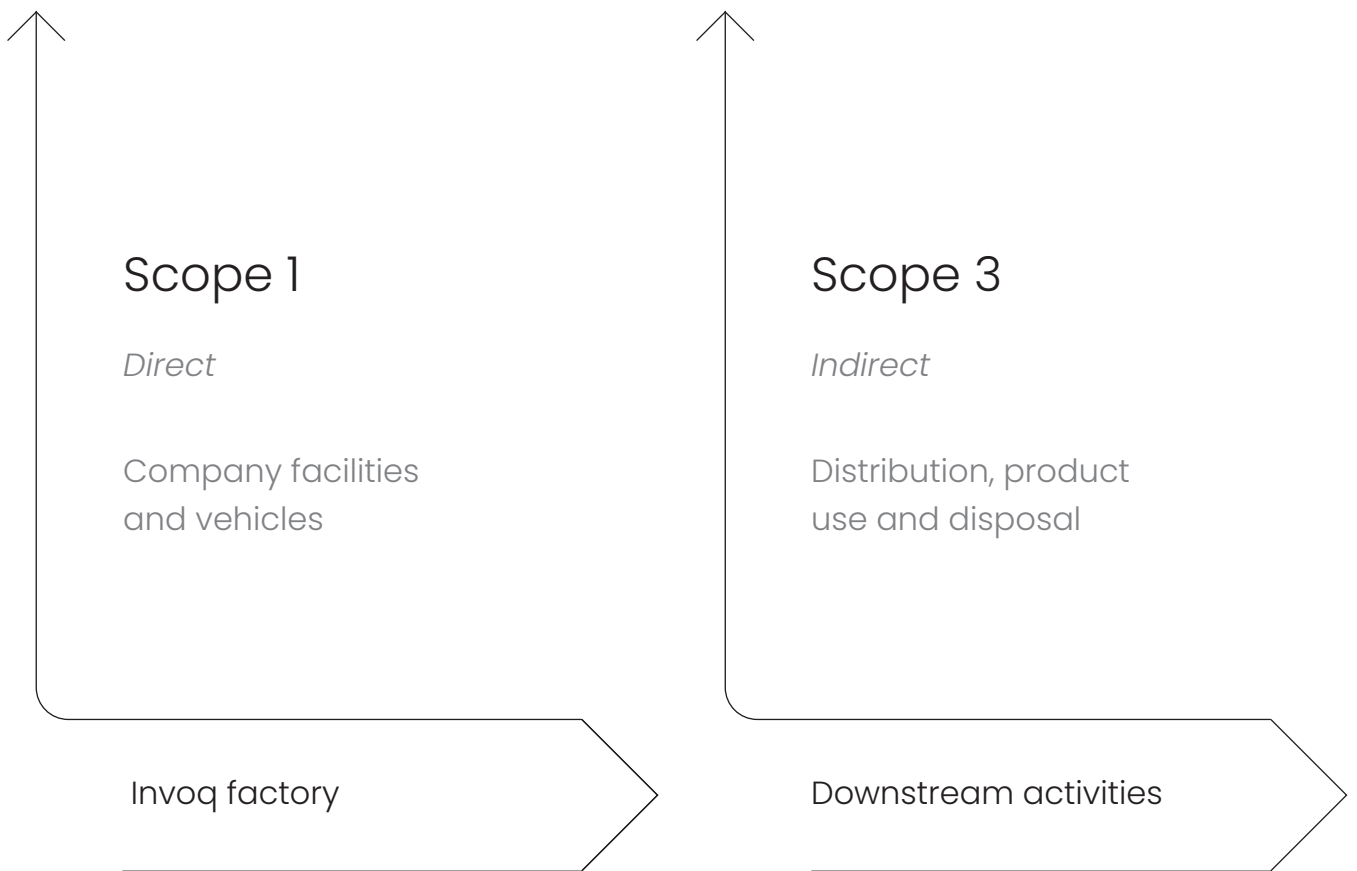 Scope 1
Direct
Company facilities
and vehicles
Invoq factory
Scope 3
Indirect
Distribution, product
use and disposal
Downstream activities